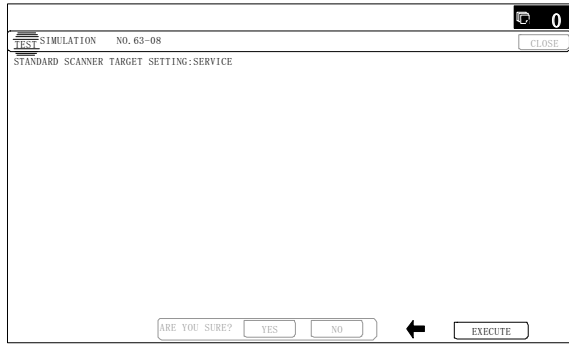 0
TEST SIMULATION NO. 63-08
CLOSE
STANDARD SCANNER TARGET SETTING:SERVICE
ARE YOU SURE? YES NO EXECUTE